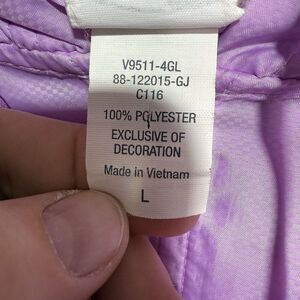 V9511-4GL
88-122015-GJ
C116
100% POLYESTER
EXCLUSIVE OF
DECORATION
Made in Vietnam
L